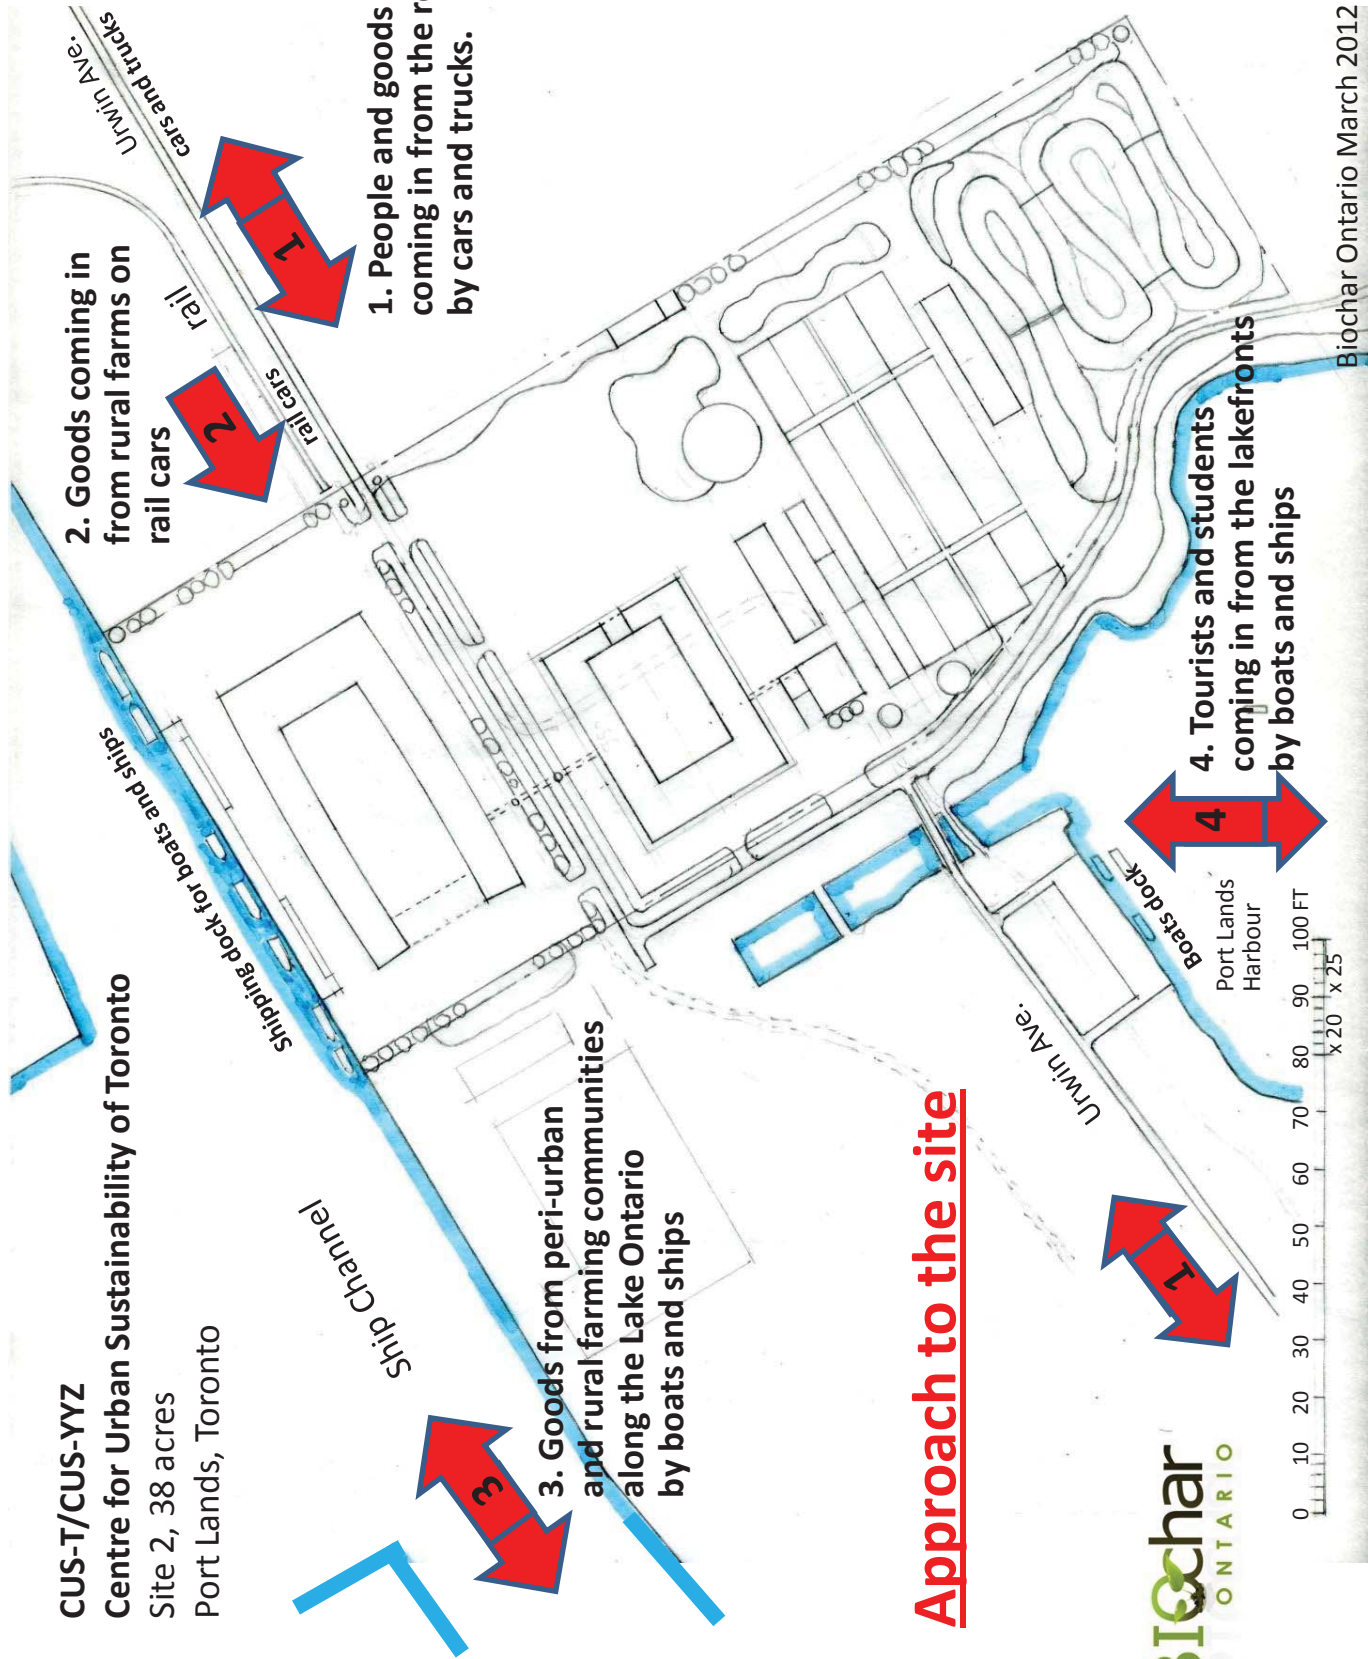 CUS-T/CUS-YYZ
Centre for Urban Sustainability of Toronto
Site 2, 38 acres
Port Lands, Toronto
2. Goods coming in
from rural farms on
rail cars
1. People and goods
coming in from the
by cars and trucks.
Urwin Ave.
cars and trucks
rail
rail cars
1
2
Shipping dock for boats and ships
Ship Channel
3
3. Goods from peri-urban
and rural farming communities
along the Lake Ontario
by boats and ships
Approach to the site
Urwin Ave.
1
Boats dock
Port Lands
Harbour
4
4. Tourists and students
coming in from the lakefronts
by boats and ships
BIOchar
ONTARIO
0 10 20 30 40 50 60 70 80 90 100 FT
x 20 x 25
Biochar Ontario March 2012